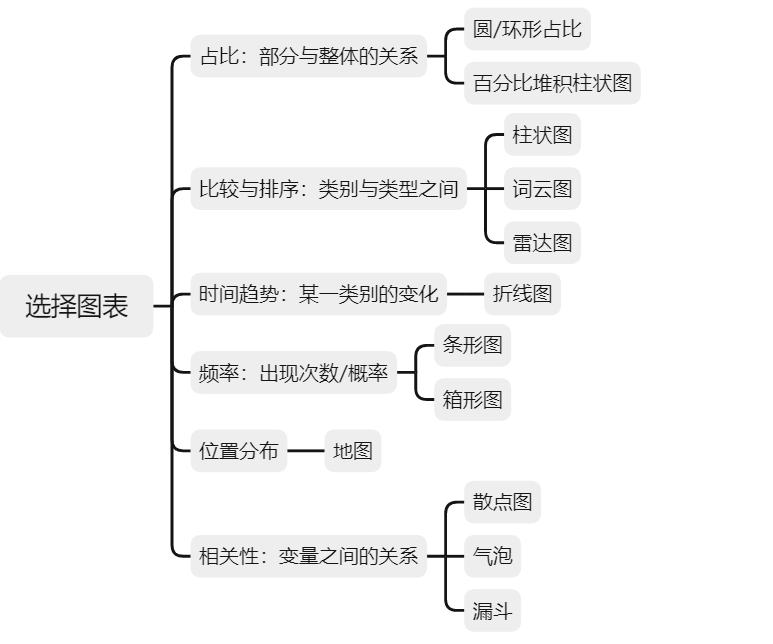 选择图表
占比：部分与整体的关系
圆/环形占比
百分比堆积柱状图
比较与排序：类别与类型之间
柱状图
词云图
雷达图
时间趋势：某一类别的变化
折线图
频率：出现次数/概率
条形图
箱形图
位置分布
地图
相关性：变量之间的关系
散点图
气泡
漏斗